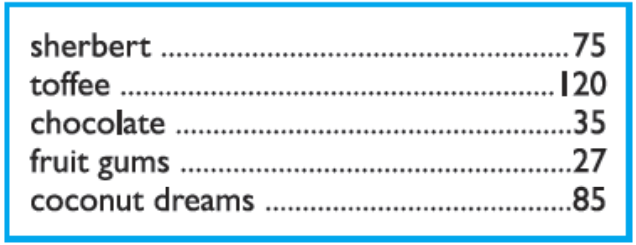 sherbert ....................................................75
toffee .......................................................120
chocolate ..................................................35
fruit gums .................................................27
coconut dreams .......................................85